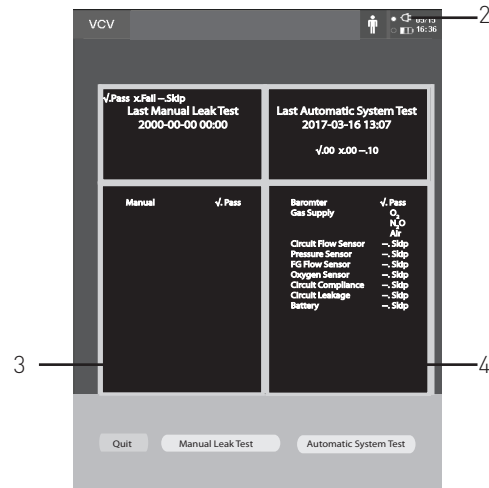 VCV
03/15
16:36
2
√.Pass x.Fail –.Skip
Last Manual Leak Test
2000-00-00 00:00
Last Automatic System Test
2017-03-16 13:07
√.00 x.00 –.10
Manual √. Pass
Baromter √. Pass
Gas Supply O2
N2O
Air
Circuit Flow Sensor –. Skip
Pressure Sensor –. Skip
FG Flow Sensor –. Skip
Oxygen Sensor –. Skip
Circuit Compliance –. Skip
Circuit Leakage –. Skip
Battery –. Skip
3
4
Quit
Manual Leak Test
Automatic System Test